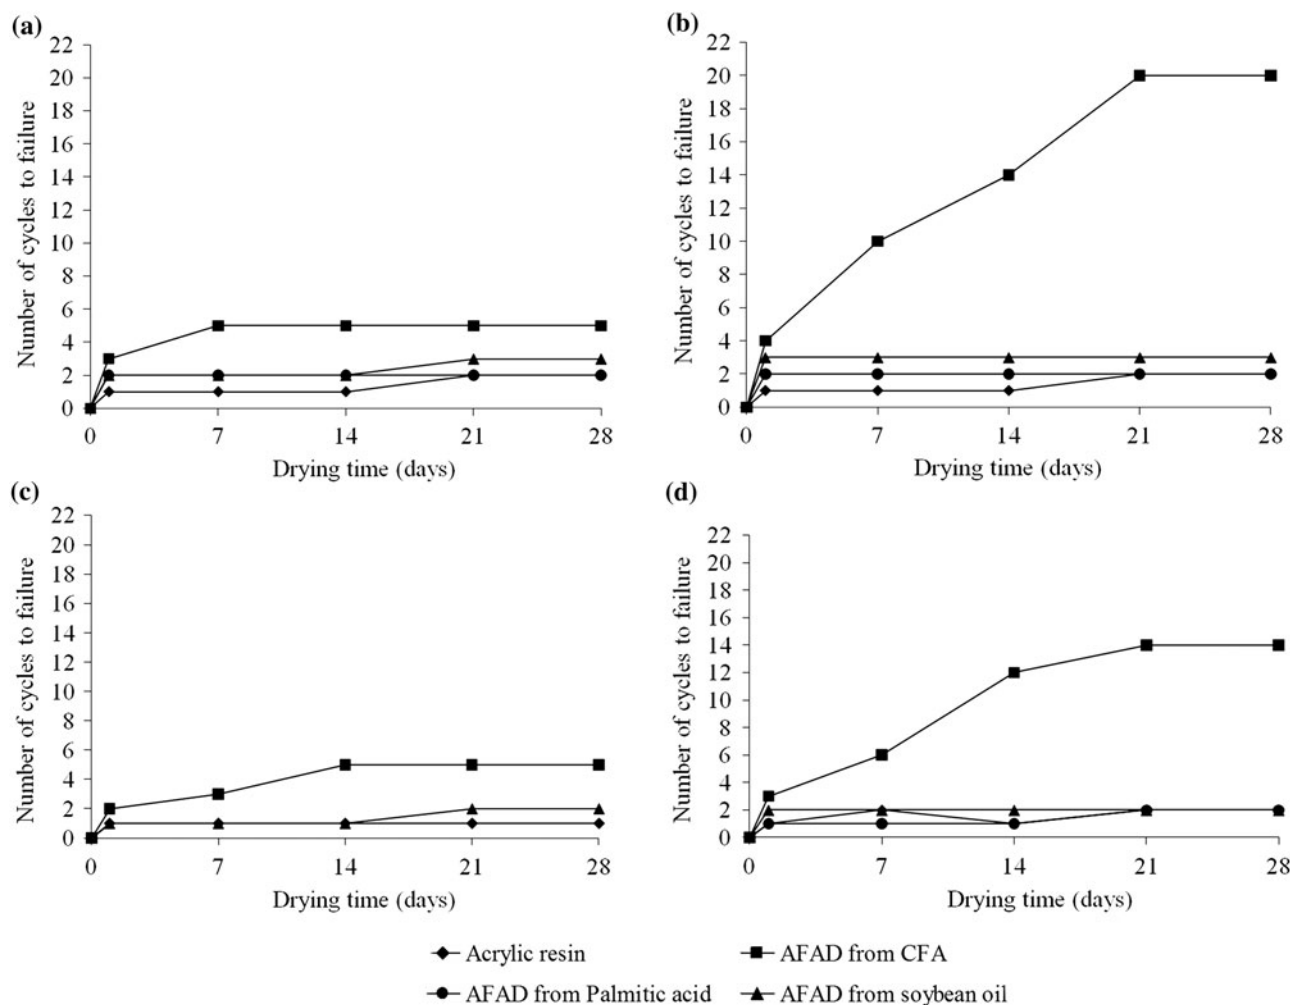 (a)
22
20
18
16
14
12
10
8
6
4
2
0
Number of cycles to failure
0 7 14 21 28
Drying time (days)
(b)
22
20
18
16
14
12
10
8
6
4
2
0
Number of cycles to failure
0 7 14 21 28
Drying time (days)
(c)
22
20
18
16
14
12
10
8
6
4
2
0
Number of cycles to failure
0 7 14 21 28
Drying time (days)
(d)
22
20
18
16
14
12
10
8
6
4
2
0
Number of cycles to failure
0 7 14 21 28
Drying time (days)
Acrylic resin
AFAD from CFA
AFAD from Palmitic acid
AFAD from soybean oil